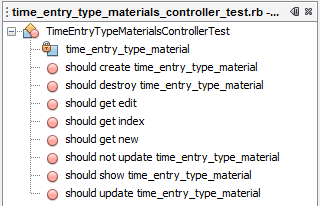 time_entry_type_materials_controller_test.rb -...
TimeEntryTypeMaterialsControllerTest
time_entry_type_material
should create time_entry_type_material
should destroy time_entry_type_material
should get edit
should get index
should get new
should not update time_entry_type_material
should show time_entry_type_material
should update time_entry_type_material